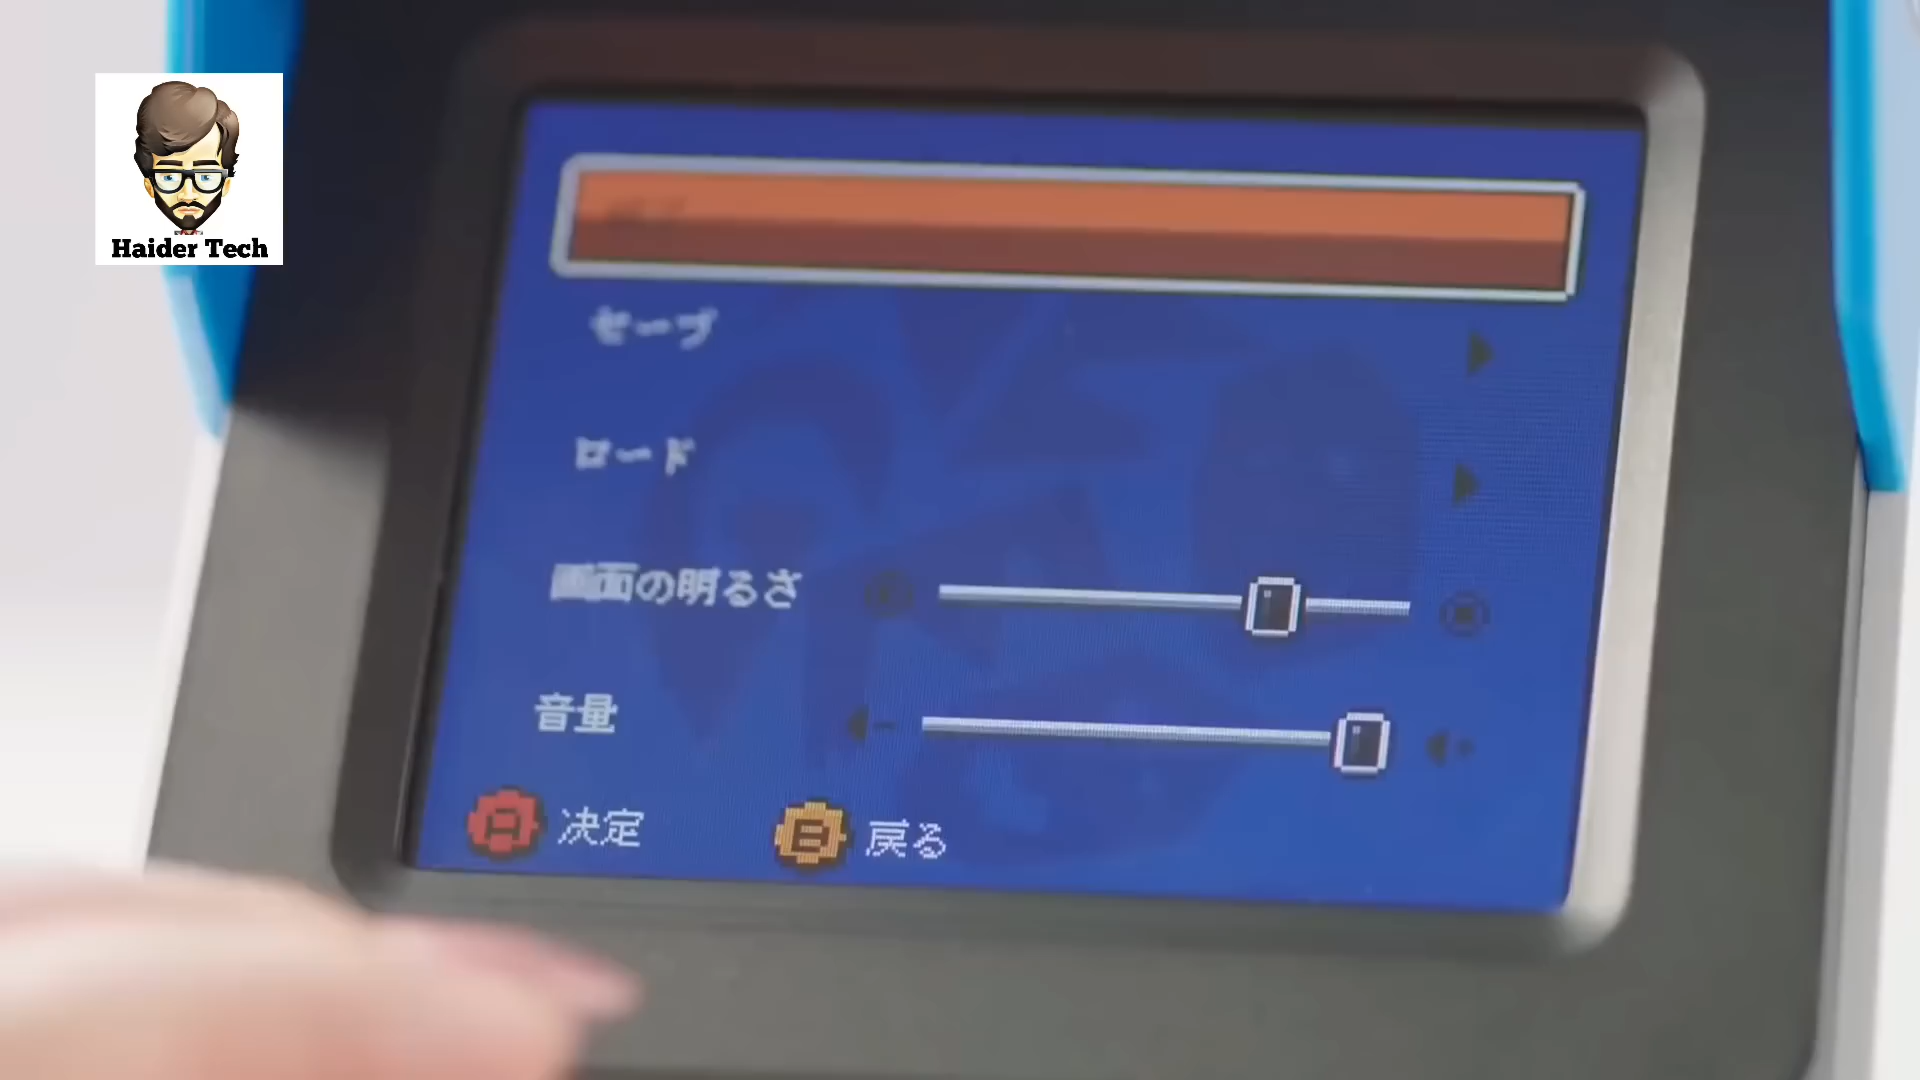 Haider Tech
セーブ
ロード
画面の明るさ
音量
A 決定 B 戻る